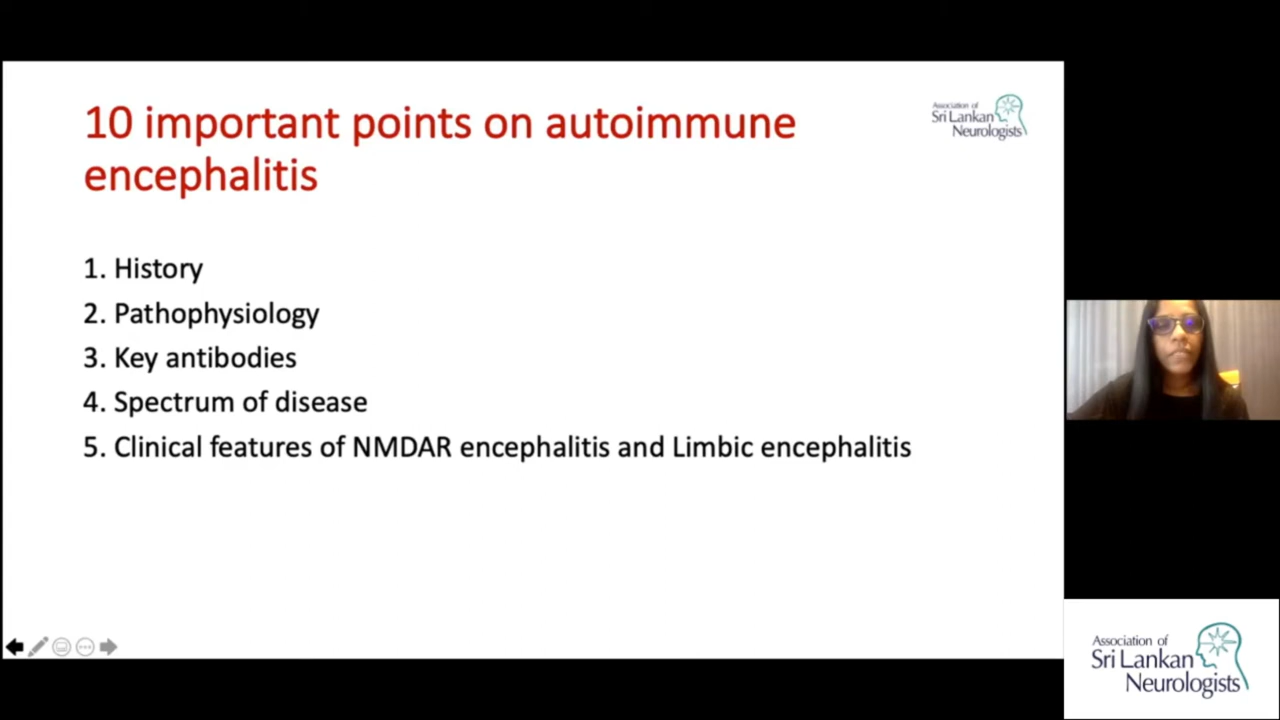 10 important points on autoimmune
encephalitis
Association of
Sri Lankan
Neurologists
1. History
2. Pathophysiology
3. Key antibodies
4. Spectrum of disease
5. Clinical features of NMDAR encephalitis and Limbic encephalitis
Association of
Sri Lankan
Neurologists